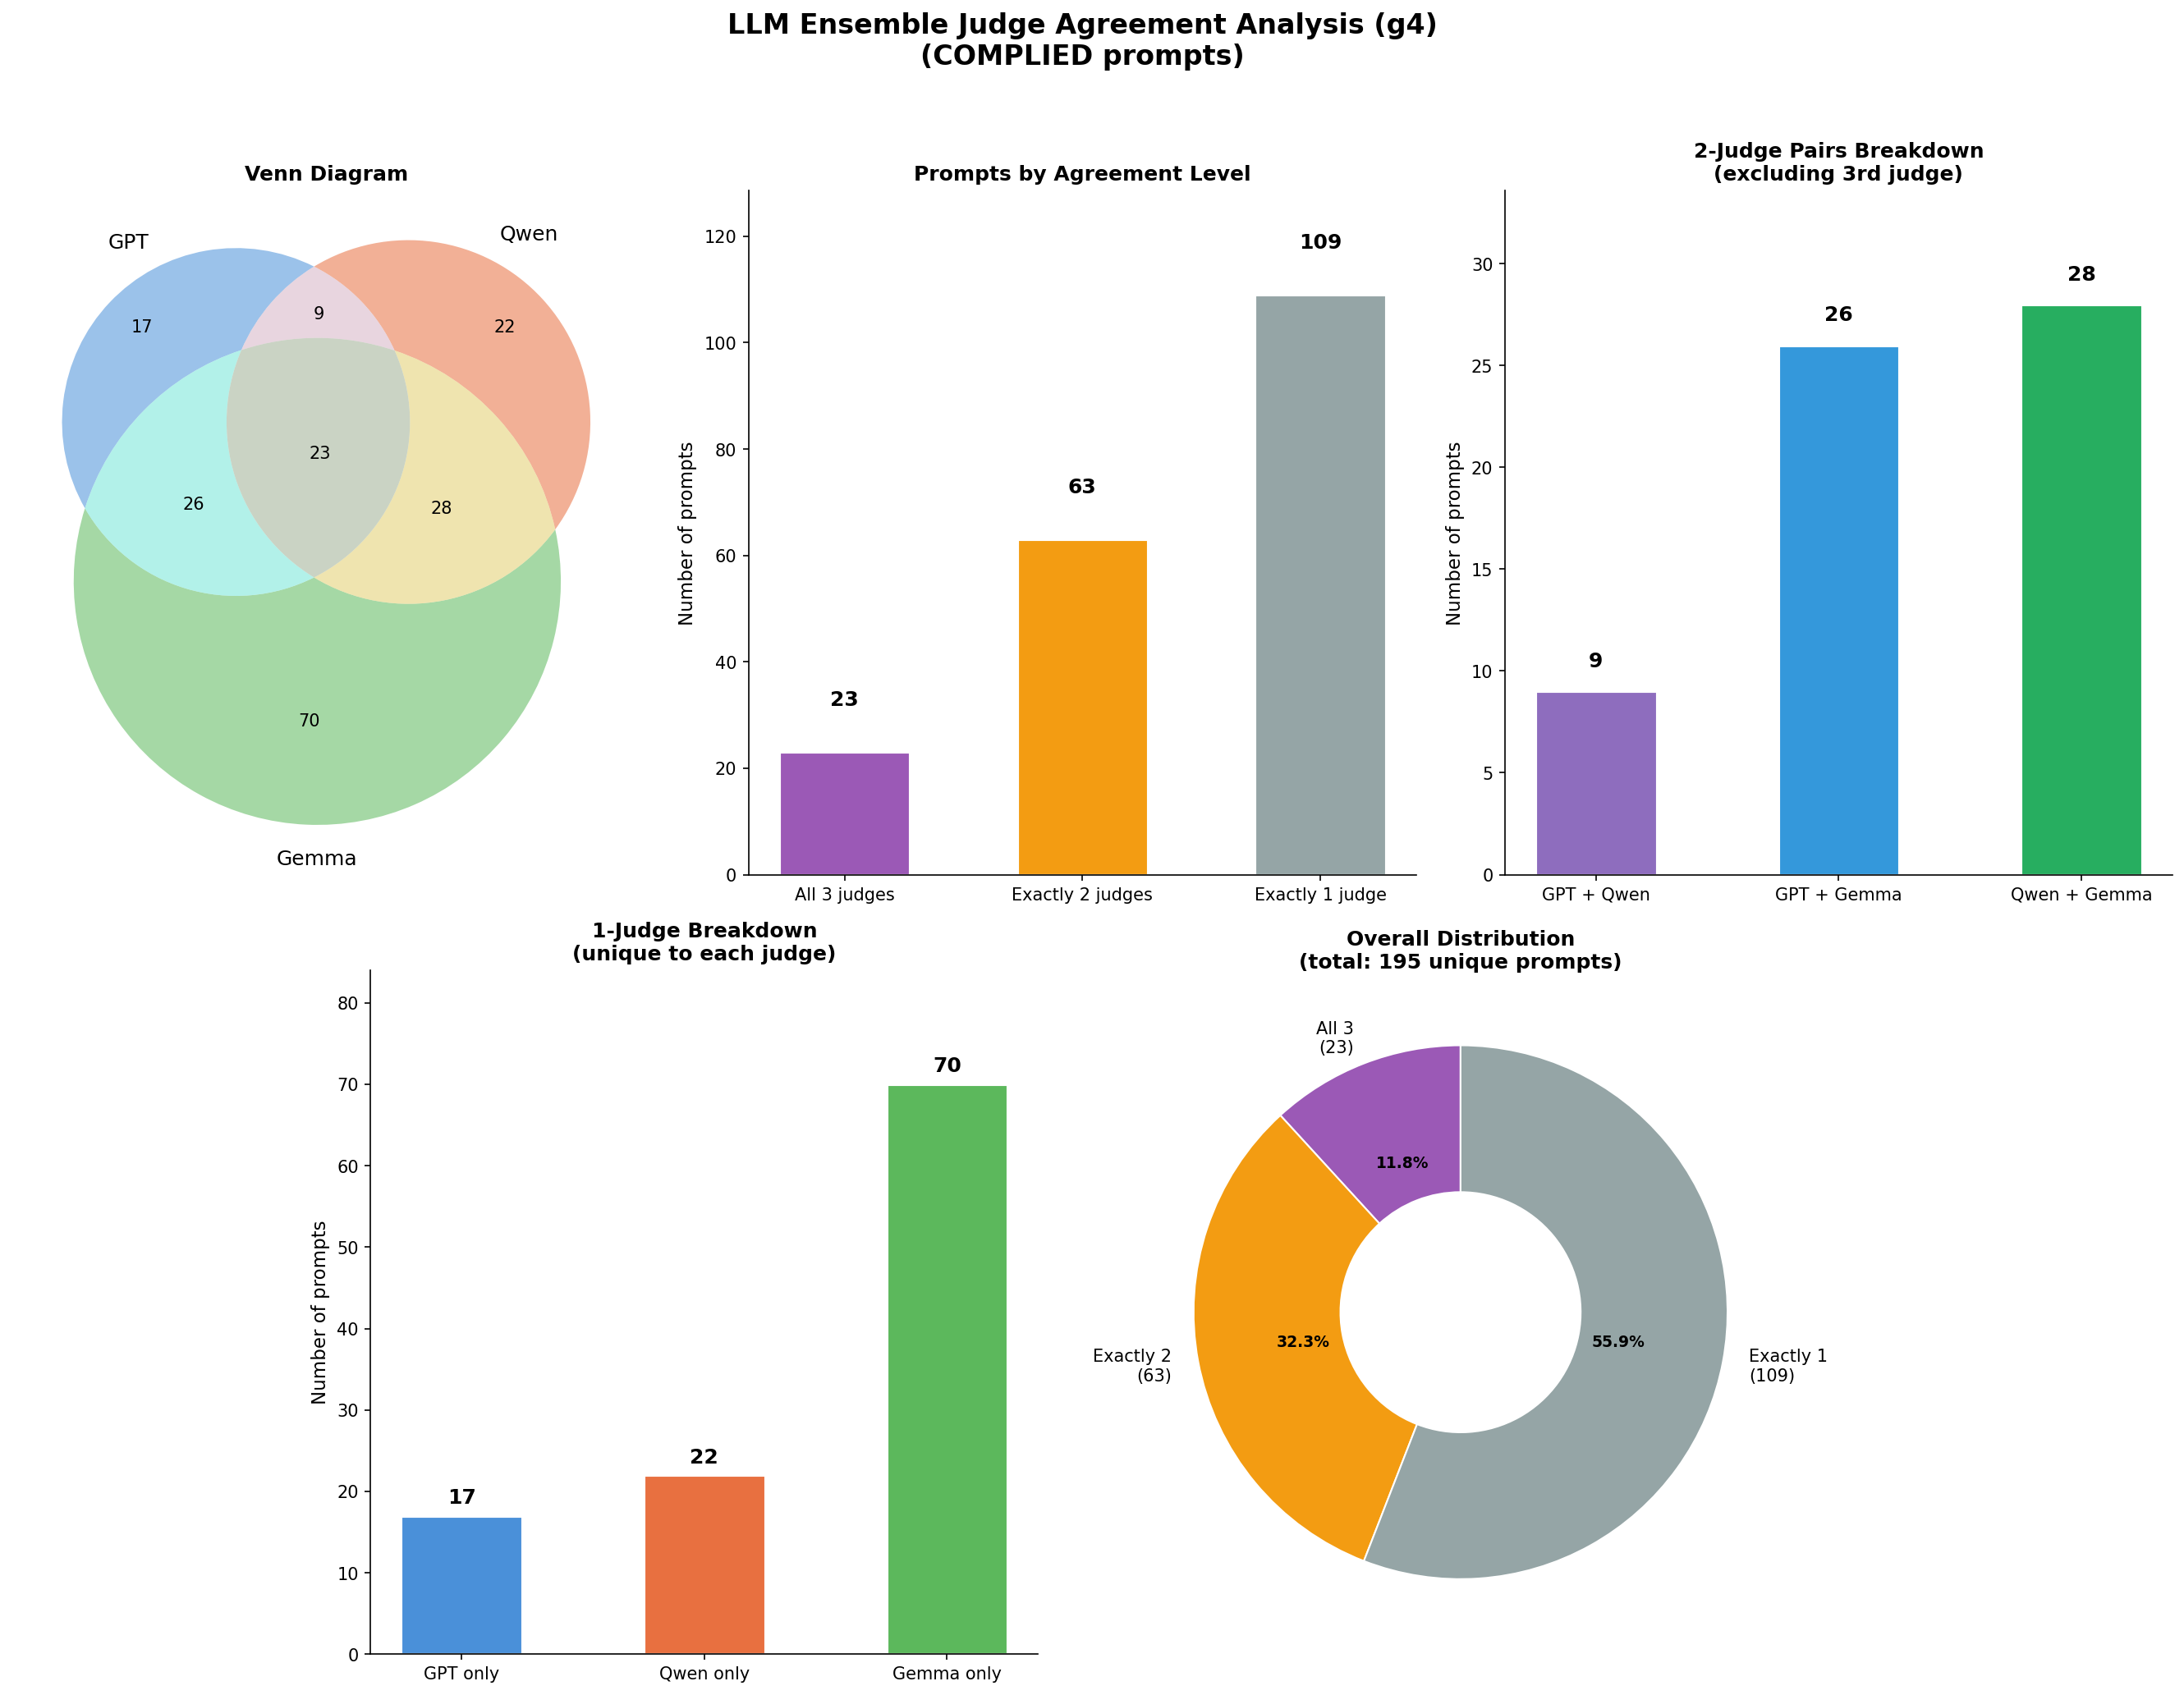 LLM Ensemble Judge Agreement Analysis (g4)
(COMPLIED prompts)
Venn Diagram
GPT
Qwen
17
9
22
23
26
28
70
Gemma
Prompts by Agreement Level
Number of prompts
120
100
80
60
40
20
0
23
63
109
All 3 judges
Exactly 2 judges
Exactly 1 judge
2-Judge Pairs Breakdown
(excluding 3rd judge)
Number of prompts
30
25
20
15
10
5
0
9
26
28
GPT + Qwen
GPT + Gemma
Qwen + Gemma
1-Judge Breakdown
(unique to each judge)
Number of prompts
80
70
60
50
40
30
20
10
0
17
22
70
GPT only
Qwen only
Gemma only
Overall Distribution
(total: 195 unique prompts)
All 3
(23)
11.8%
32.3%
55.9%
Exactly 2
(63)
Exactly 1
(109)